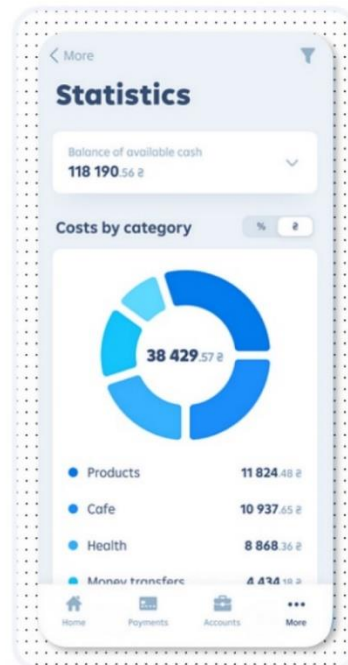 < More
Statistics
Balance of available cash
118 190.56 ₴
Costs by category
% ₴
38 429.57 ₴
Products 11 824.48 ₴
Cafe 10 937.65 ₴
Health 8 868.36 ₴
Money transfers 4 434.18 ₴
Home Payments Accounts More